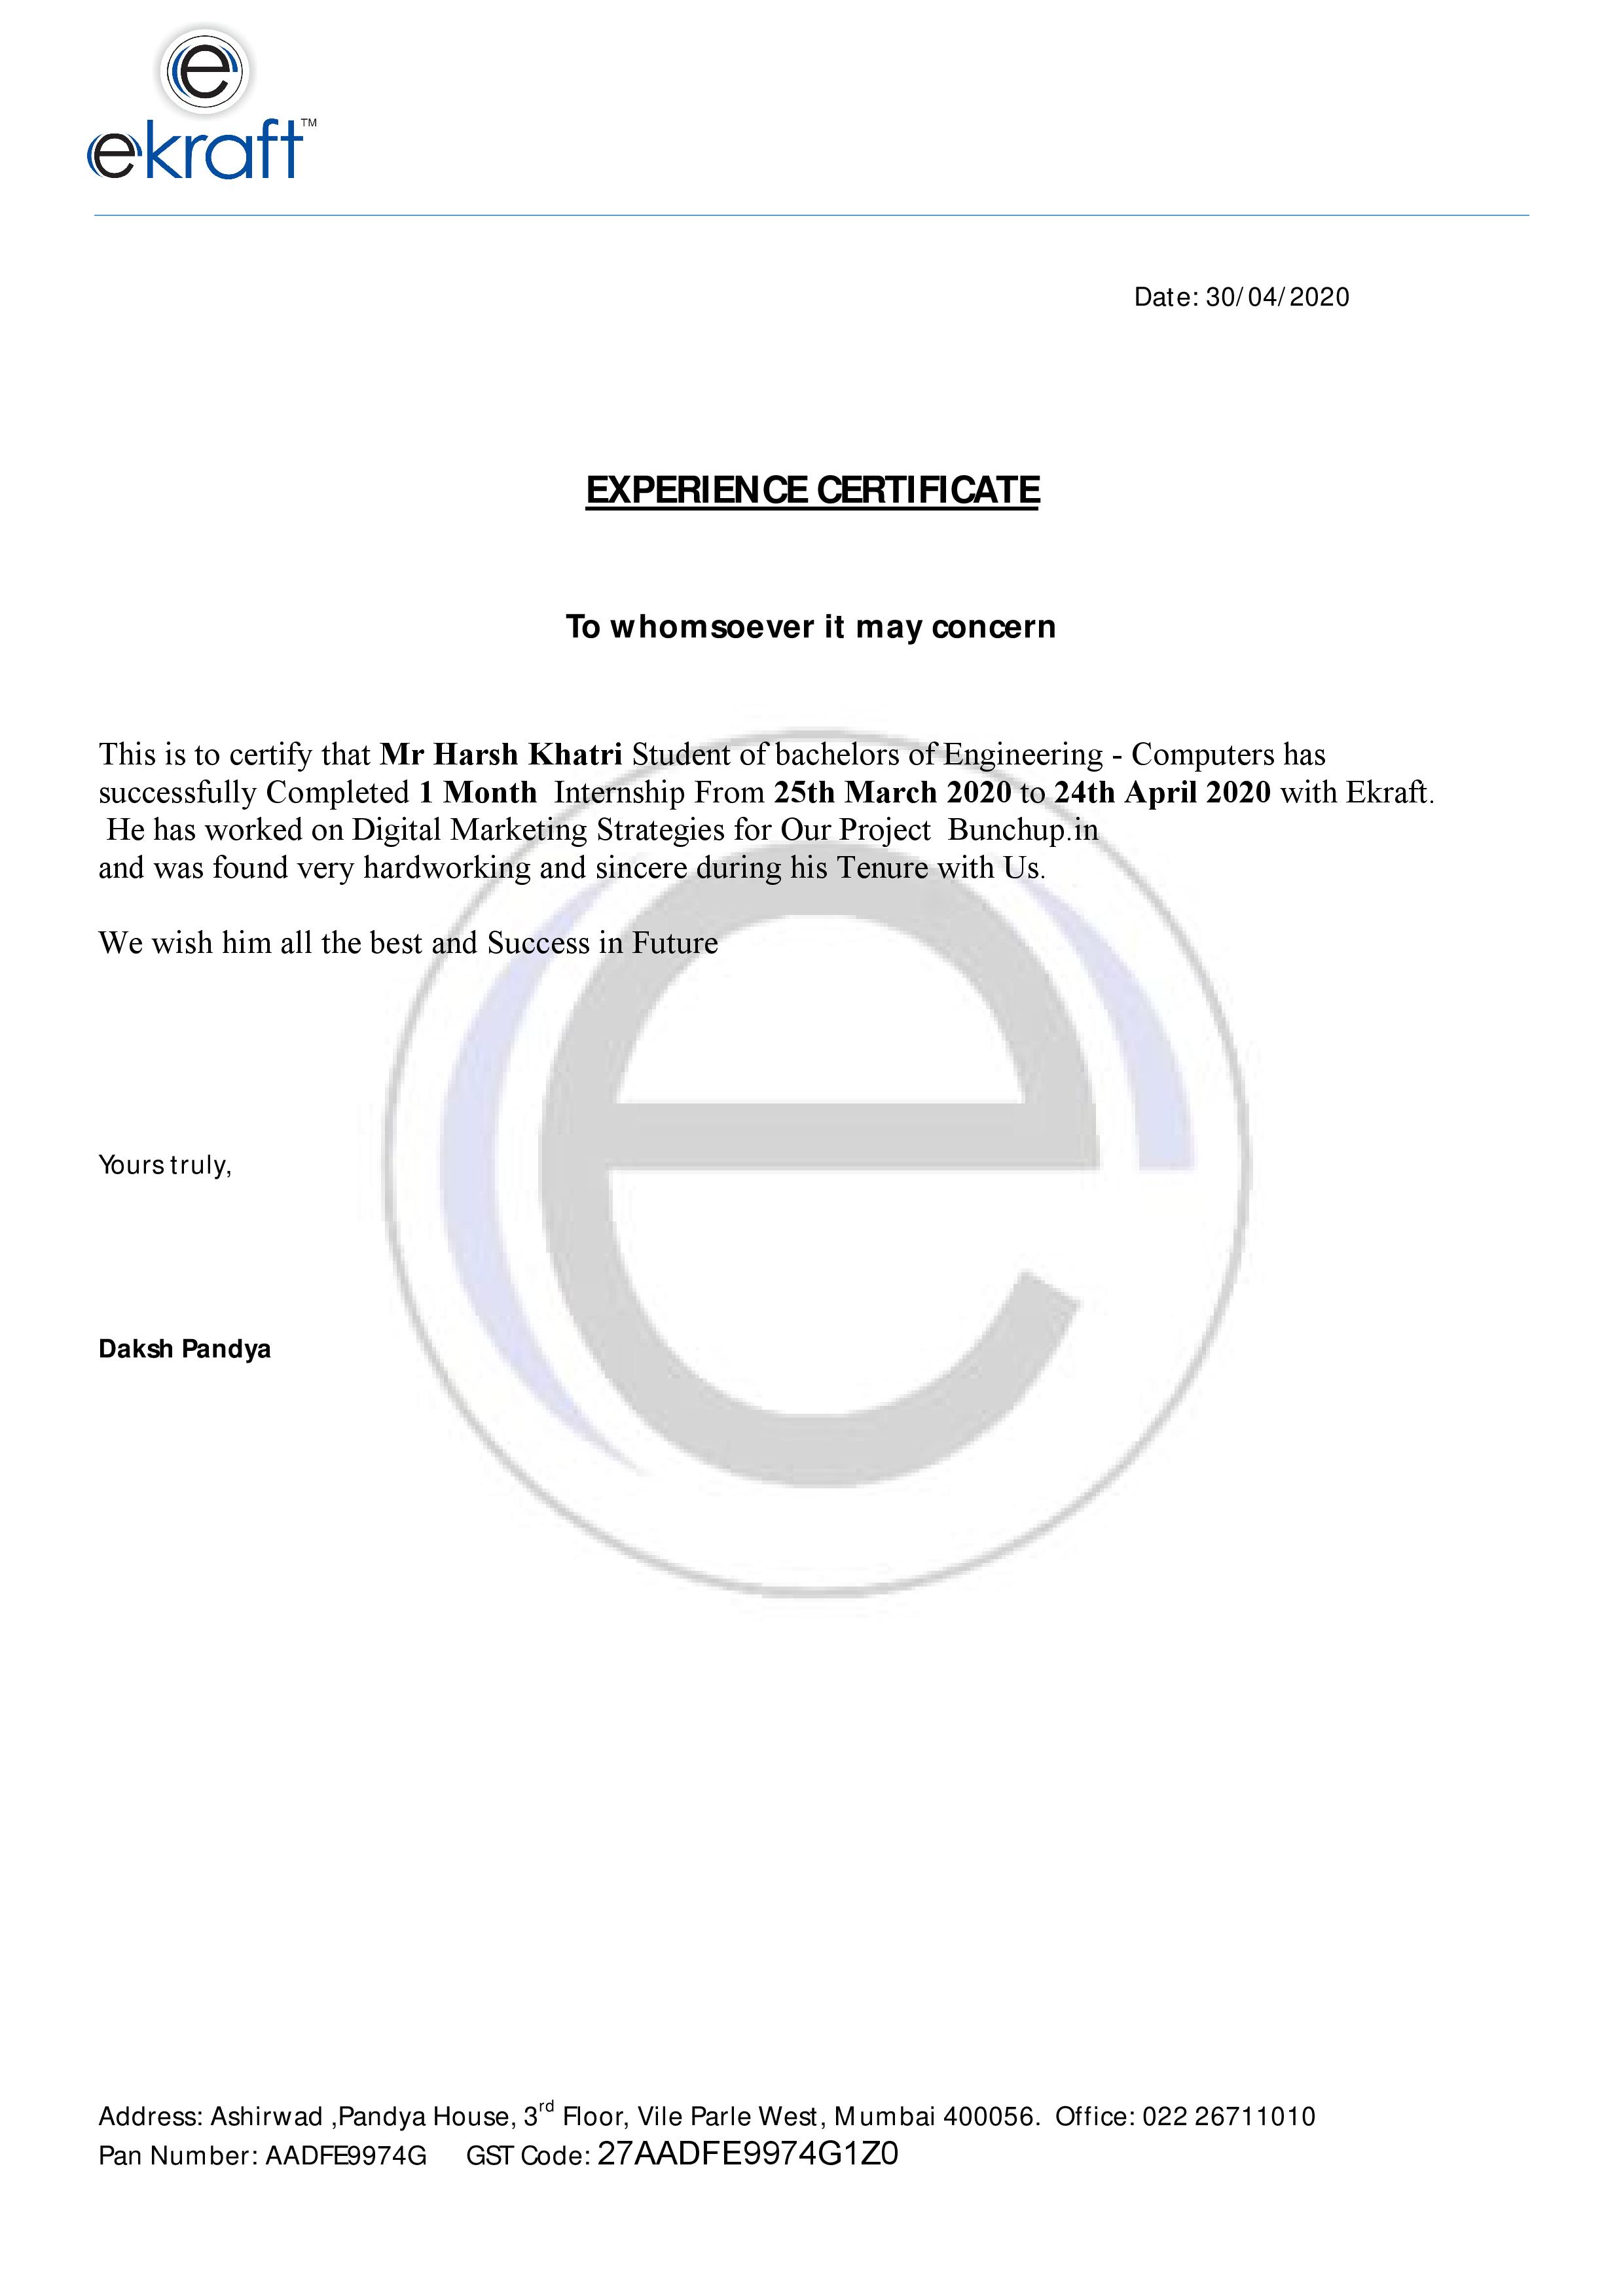 e
ekraft™
Date: 30/04/2020
EXPERIENCE CERTIFICATE
To whomsoever it may concern
This is to certify that Mr Harsh Khatri Student of bachelors of Engineering - Computers has
successfully Completed 1 Month Internship From 25th March 2020 to 24th April 2020 with Ekraft.
He has worked on Digital Marketing Strategies for Our Project Bunchup.in
and was found very hardworking and sincere during his Tenure with Us.
We wish him all the best and Success in Future
Yours truly,
Daksh Pandya
Address: Ashirwad ,Pandya House, 3rd Floor, Vile Parle West, Mumbai 400056. Office: 022 26711010
Pan Number: AADFE9974G GST Code: 27AADFE9974G1Z0